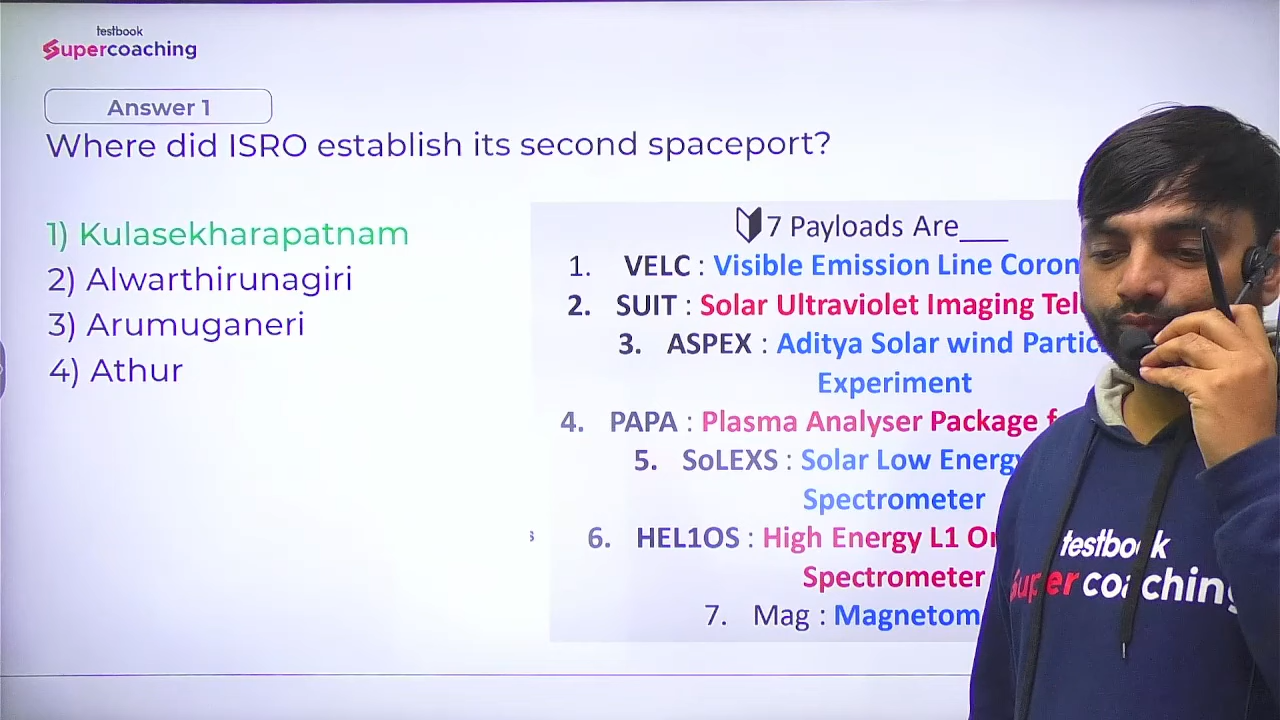 testbook
Supercoaching
Answer 1
Where did ISRO establish its second spaceport?
1) Kulasekharapatnam
2) Alwarthirunagiri
3) Arumuganeri
4) Athur
7 Payloads Are___
1. VELC : Visible Emission Line Coron
2. SUIT : Solar Ultraviolet Imaging Tel
3. ASPEX : Aditya Solar wind Partic
Experiment
4. PAPA : Plasma Analyser Package f
5. SoLEXS : Solar Low Energy
Spectrometer
s
6. HEL1OS : High Energy L1 Or
Spectrometer
7. Mag : Magnetom
testbook
Supercoaching